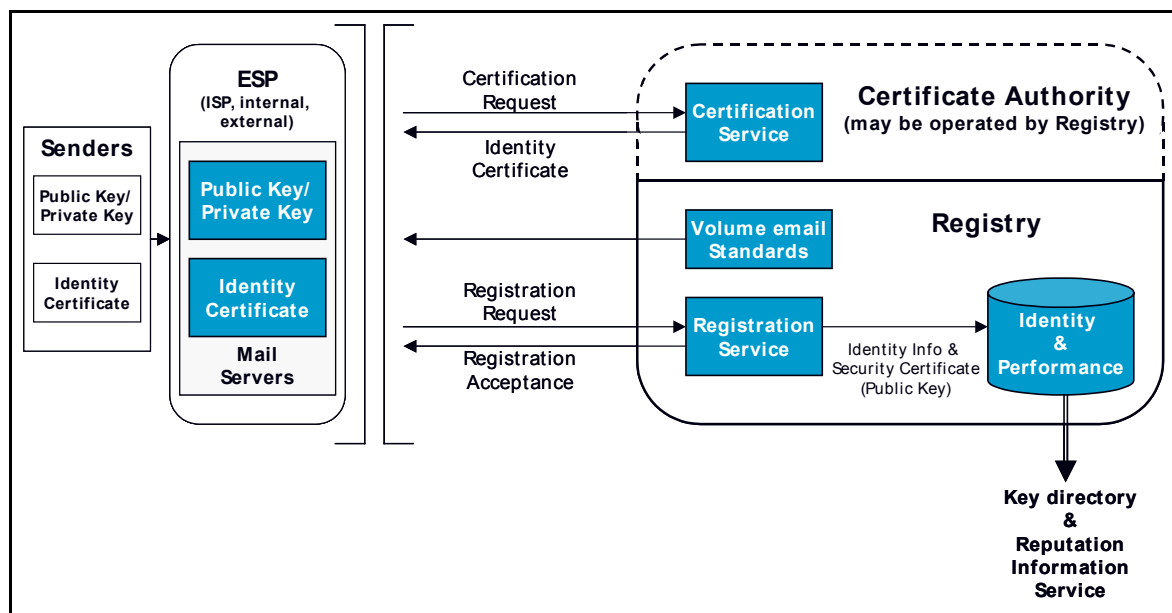 Senders
Public Key/
Private Key
Identity
Certificate
ESP
(ISP, internal,
external)
Public Key/
Private Key
Identity
Certificate
Mail
Servers
Certification
Request
Identity
Certificate
Certification
Service
Certificate Authority
(may be operated by Registry)
Registry
Volume email
Standards
Registration
Request
Registration
Acceptance
Registration
Service
Identity Info &
Security Certificate
(Public Key)
Identity
&
Performance
Key directory
&
Reputation
Information
Service